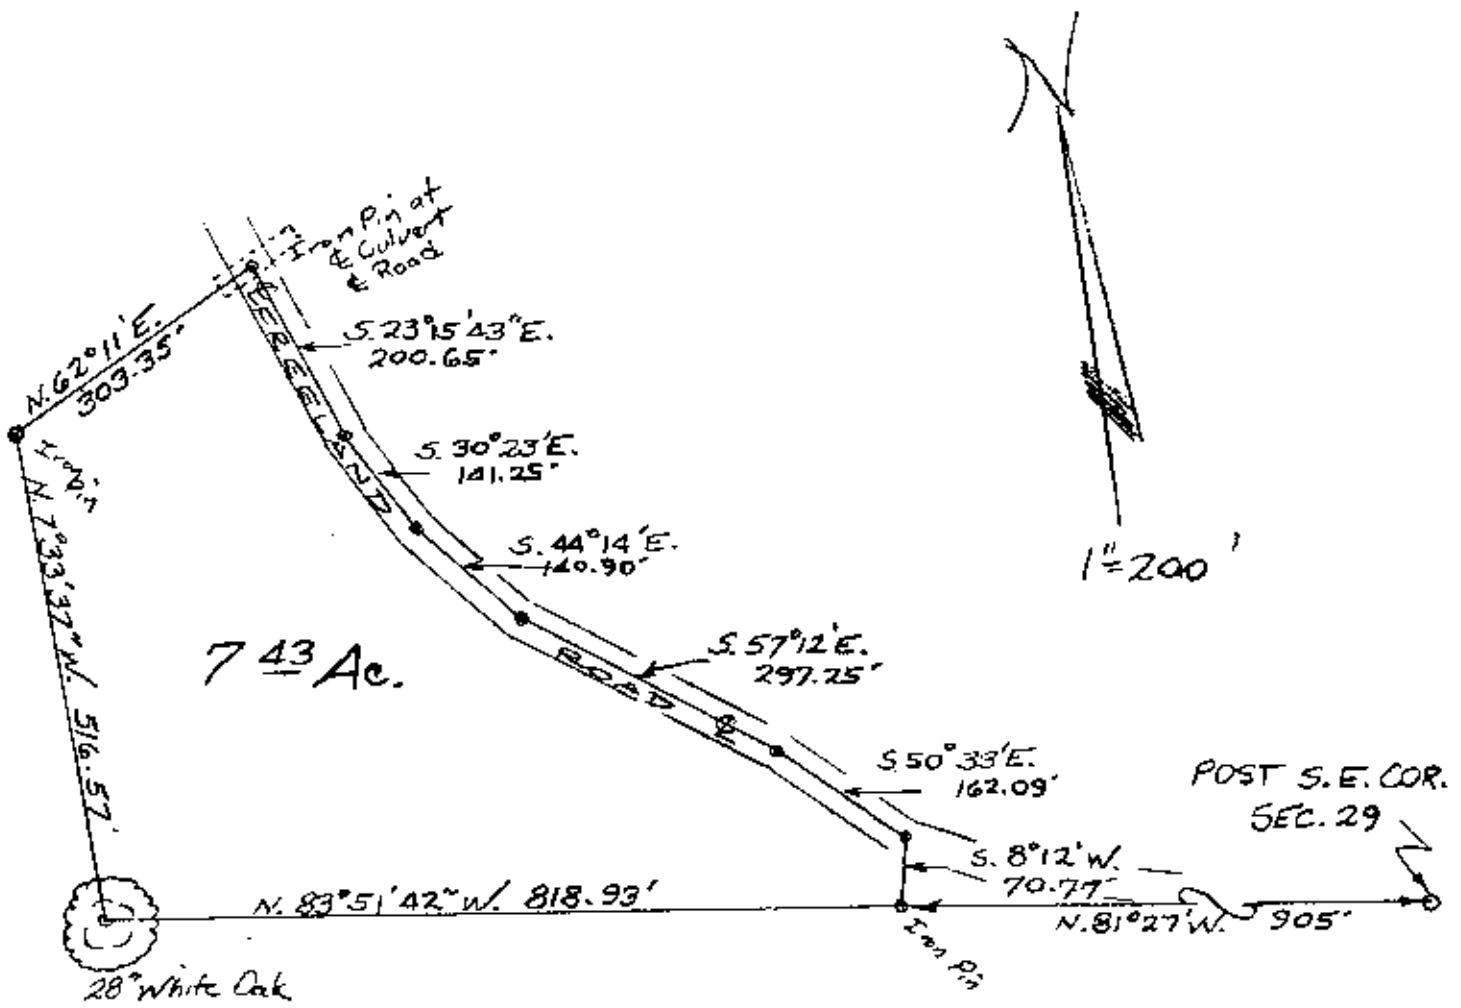 N
1"=200'
Iron Pin at
℄ Culvert
℄ Road
N. 62°11'E.
303.35'
S. 23°15'43"E.
200.65'
S. 30°23'E.
141.25'
S. 44°14'E.
140.90'
S. 57°12'E.
297.25'
S. 50°33'E.
162.09'
S. 8°12'W.
70.77'
POST S.E. COR.
SEC. 29
N. 81°27'W. 905'
Iron Pin
N. 83°51'42"W. 818.93'
28" White Oak
N. 7°33'37"W. 516.57'
Iron Pin
7 43 Ac.
ROAD
℄